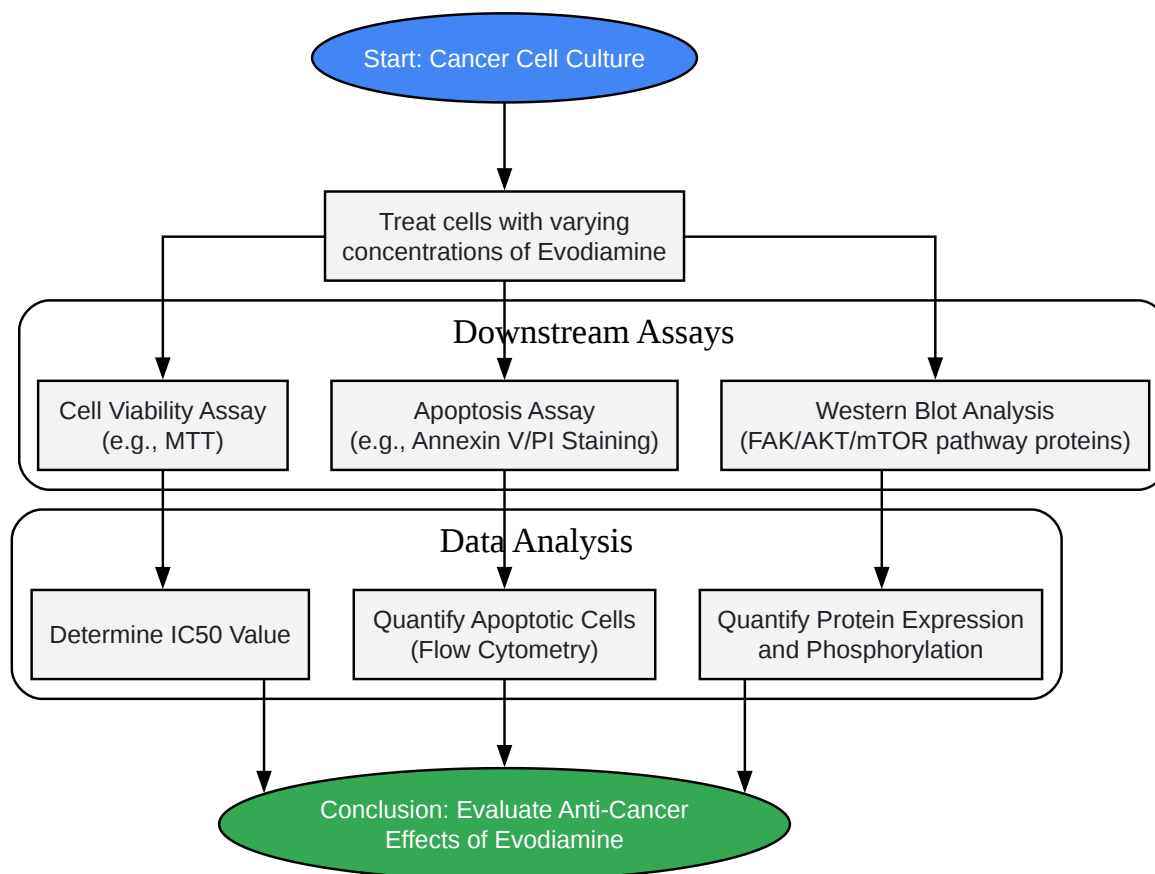 Start: Cancer Cell Culture
Treat cells with varying
concentrations of Evodiamine
Downstream Assays
Cell Viability Assay
(e.g., MTT)
Apoptosis Assay
(e.g., Annexin V/PI Staining)
Western Blot Analysis
(FAK/AKT/mTOR pathway proteins)
Data Analysis
Determine IC50 Value
Quantify Apoptotic Cells
(Flow Cytometry)
Quantify Protein Expression
and Phosphorylation
Conclusion: Evaluate Anti-Cancer
Effects of Evodiamine